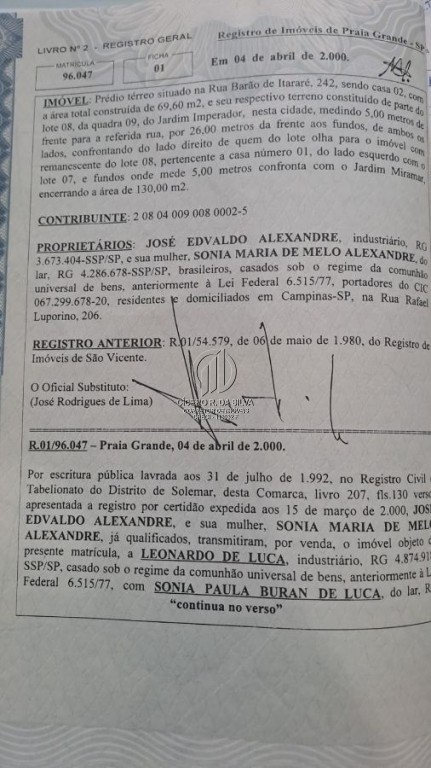 LIVRO Nº 2 - REGISTRO GERAL
Registro de Imóveis de Praia Grande - SP
MATRÍCULA
96.047
FICHA
01
Em 04 de abril de 2.000.
IMÓVEL: Prédio térreo situado na Rua Barão de Itararé, 242, sendo casa 02, com
a área total construída de 69,60 m2, e seu respectivo terreno constituído de parte do
lote 08, da quadra 09, do Jardim Imperador, nesta cidade, medindo 5,00 metros de
frente para a referida rua, por 26,00 metros da frente aos fundos, de ambos os
lados, confrontando do lado direito de quem do lote olha para o imóvel com
remanescente do lote 08, pertencente a casa número 01, do lado esquerdo com o
lote 07, e fundos onde mede 5,00 metros confronta com o Jardim Miramar,
encerrando a área de 130,00 m2.
CONTRIBUINTE: 2 08 04 009 008 0002-5
PROPRIETÁRIOS: JOSÉ EDVALDO ALEXANDRE, industriário, RG
3.673.404-SSP/SP, e sua mulher, SONIA MARIA DE MELO ALEXANDRE, do
lar, RG 4.286.678-SSP/SP, brasileiros, casados sob o regime da comunhão
universal de bens, anteriormente à Lei Federal 6.515/77, portadores do CIC
067.299.678-20, residentes e domiciliados em Campinas-SP, na Rua Rafael
Luporino, 206.
REGISTRO ANTERIOR: R.01/54.579, de 06 de maio de 1.980, do Registro de
Imóveis de São Vicente.
O Oficial Substituto:
(José Rodrigues de Lima)
R.01/96.047 – Praia Grande, 04 de abril de 2.000.
Por escritura pública lavrada aos 31 de julho de 1.992, no Registro Civil e
Tabelionato do Distrito de Solemar, desta Comarca, livro 207, fls.130 verso
apresentada a registro por certidão expedida aos 15 de março de 2.000, JOS
EDVALDO ALEXANDRE, e sua mulher, SONIA MARIA DE MEL
ALEXANDRE, já qualificados, transmitiram, por venda, o imóvel objeto d
presente matrícula, a LEONARDO DE LUCA, industriário, RG 4.874.91
SSP/SP, casado sob o regime da comunhão universal de bens, anteriormente à L
Federal 6.515/77, com SONIA PAULA BURAN DE LUCA, do lar, R
"continua no verso"